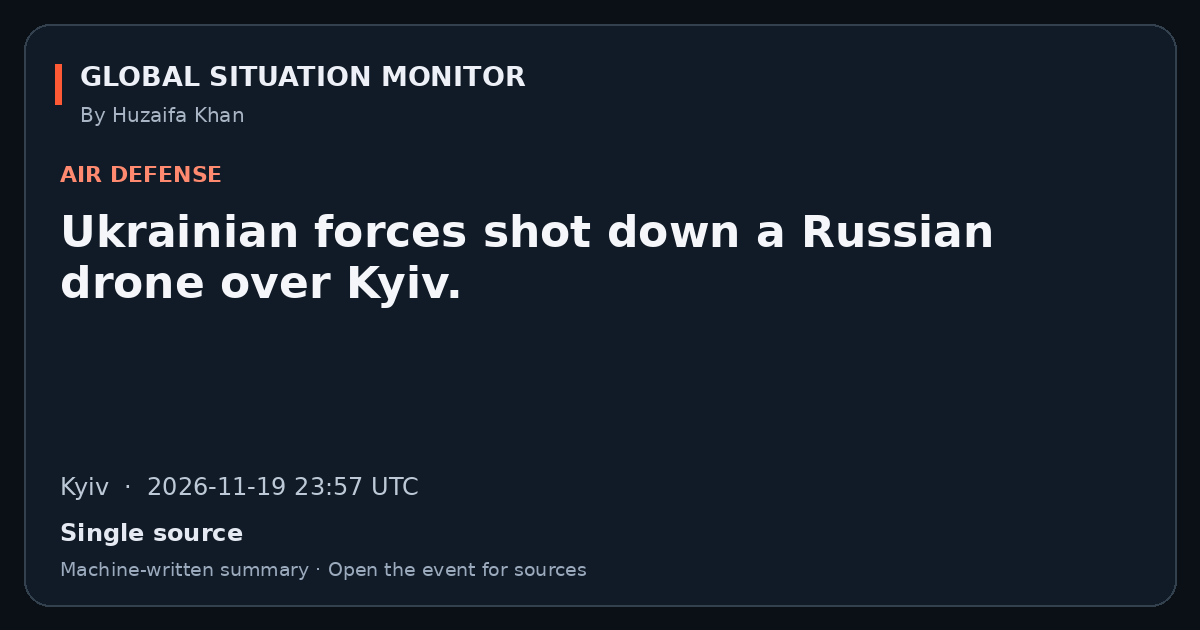 GLOBAL SITUATION MONITOR
By Huzaifa Khan
AIR DEFENSE
Ukrainian forces shot down a Russian
drone over Kyiv.
Kyiv · 2026-11-19 23:57 UTC
Single source
Machine-written summary · Open the event for sources